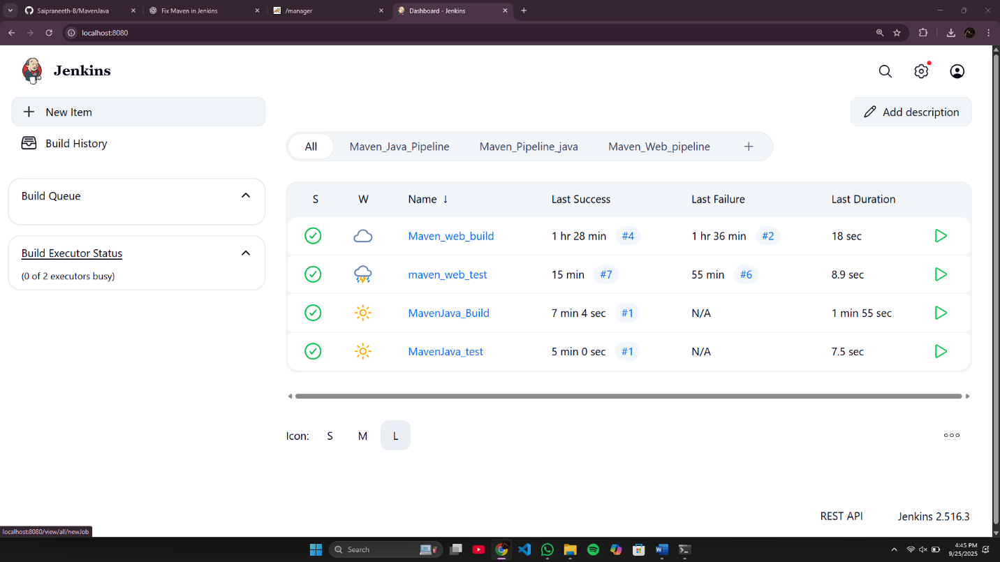 Saipraneeth-B/MavenJava
Fix Maven in Jenkins
/manager
Dashboard - Jenkins
localhost:8080
Jenkins
New Item
Add description
Build History
All Maven_Java_Pipeline Maven_Pipeline_java Maven_Web_pipeline
Build Queue
Build Executor Status
(0 of 2 executors busy)
S W Name ↓ Last Success Last Failure Last Duration
Maven_web_build 1 hr 28 min #4 1 hr 36 min #2 18 sec
maven_web_test 15 min #7 55 min #6 8.9 sec
MavenJava_Build 7 min 4 sec #1 N/A 1 min 55 sec
MavenJava_test 5 min 0 sec #1 N/A 7.5 sec
Icon: S M L
REST API Jenkins 2.516.3
localhost:8080/view/all/newJob
Search
4:45 PM
9/25/2025